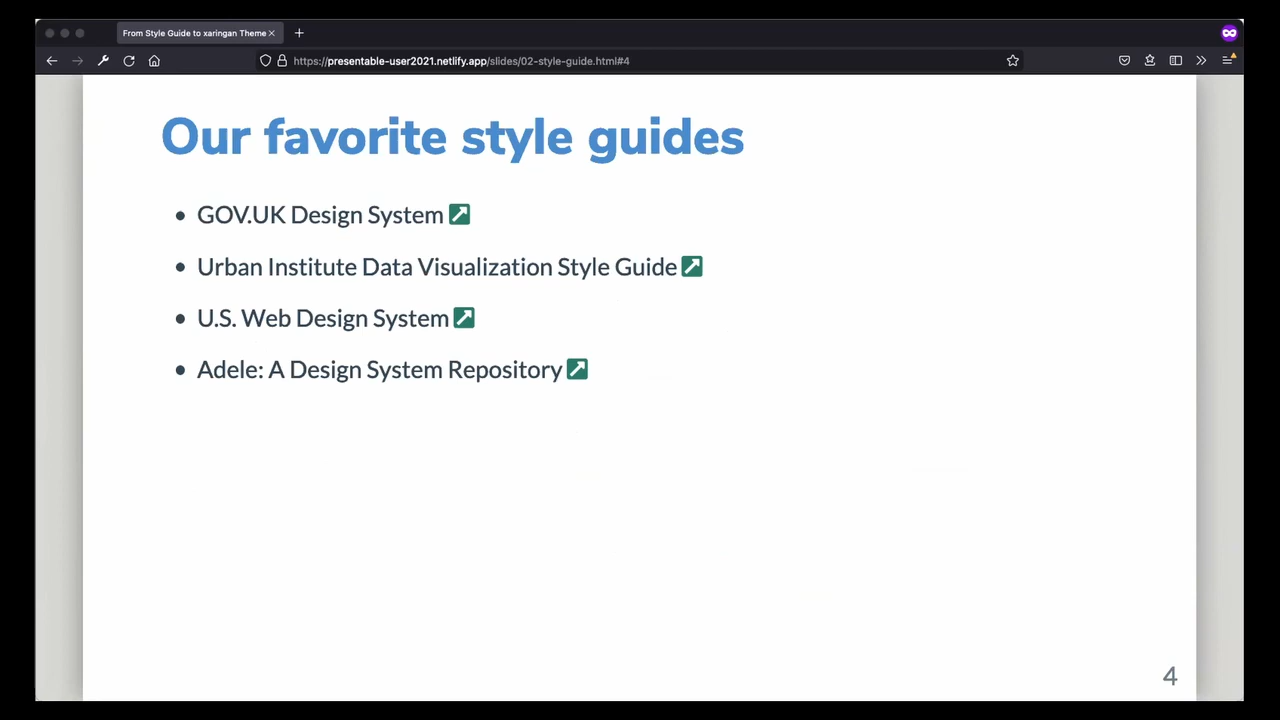 From Style Guide to xaringan Theme
https://presentable-user2021.netlify.app/slides/02-style-guide.html#4
Our favorite style guides
GOV.UK Design System
Urban Institute Data Visualization Style Guide
U.S. Web Design System
Adele: A Design System Repository
4